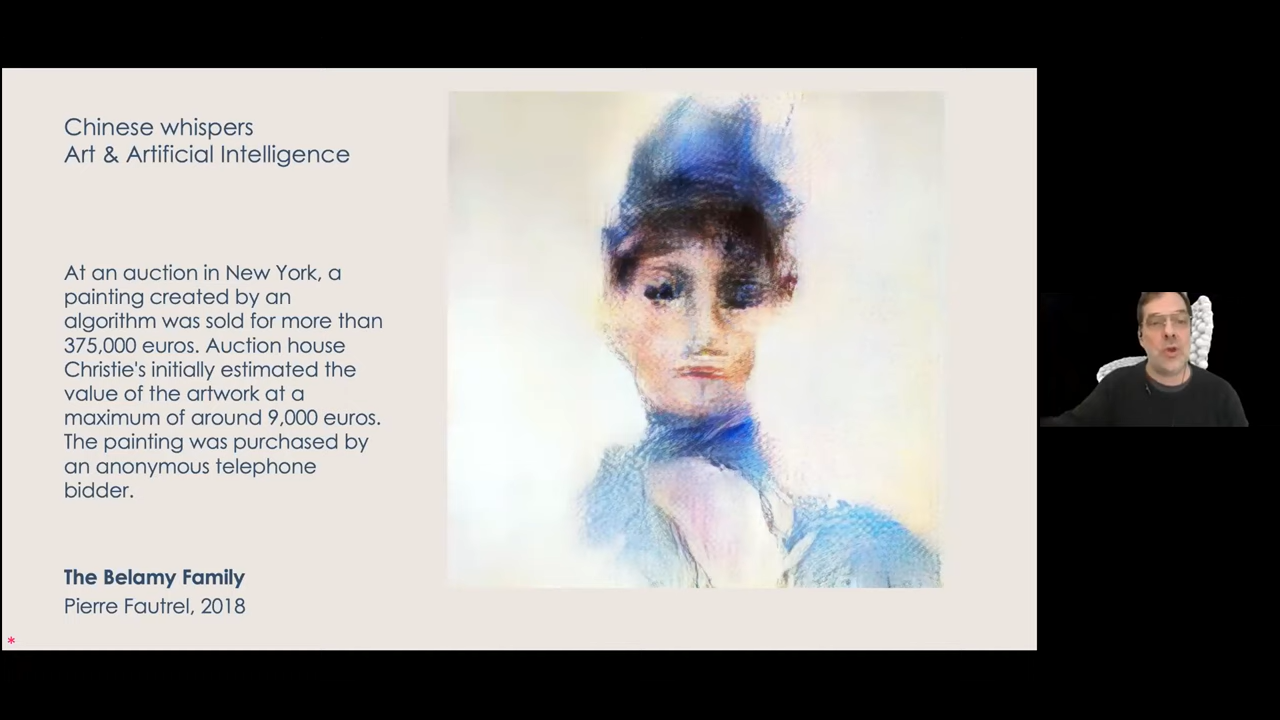 Chinese whispers
Art & Artificial Intelligence
At an auction in New York, a
painting created by an
algorithm was sold for more than
375,000 euros. Auction house
Christie's initially estimated the
value of the artwork at a
maximum of around 9,000 euros.
The painting was purchased by
an anonymous telephone
bidder.
The Belamy Family
Pierre Fautrel, 2018
*